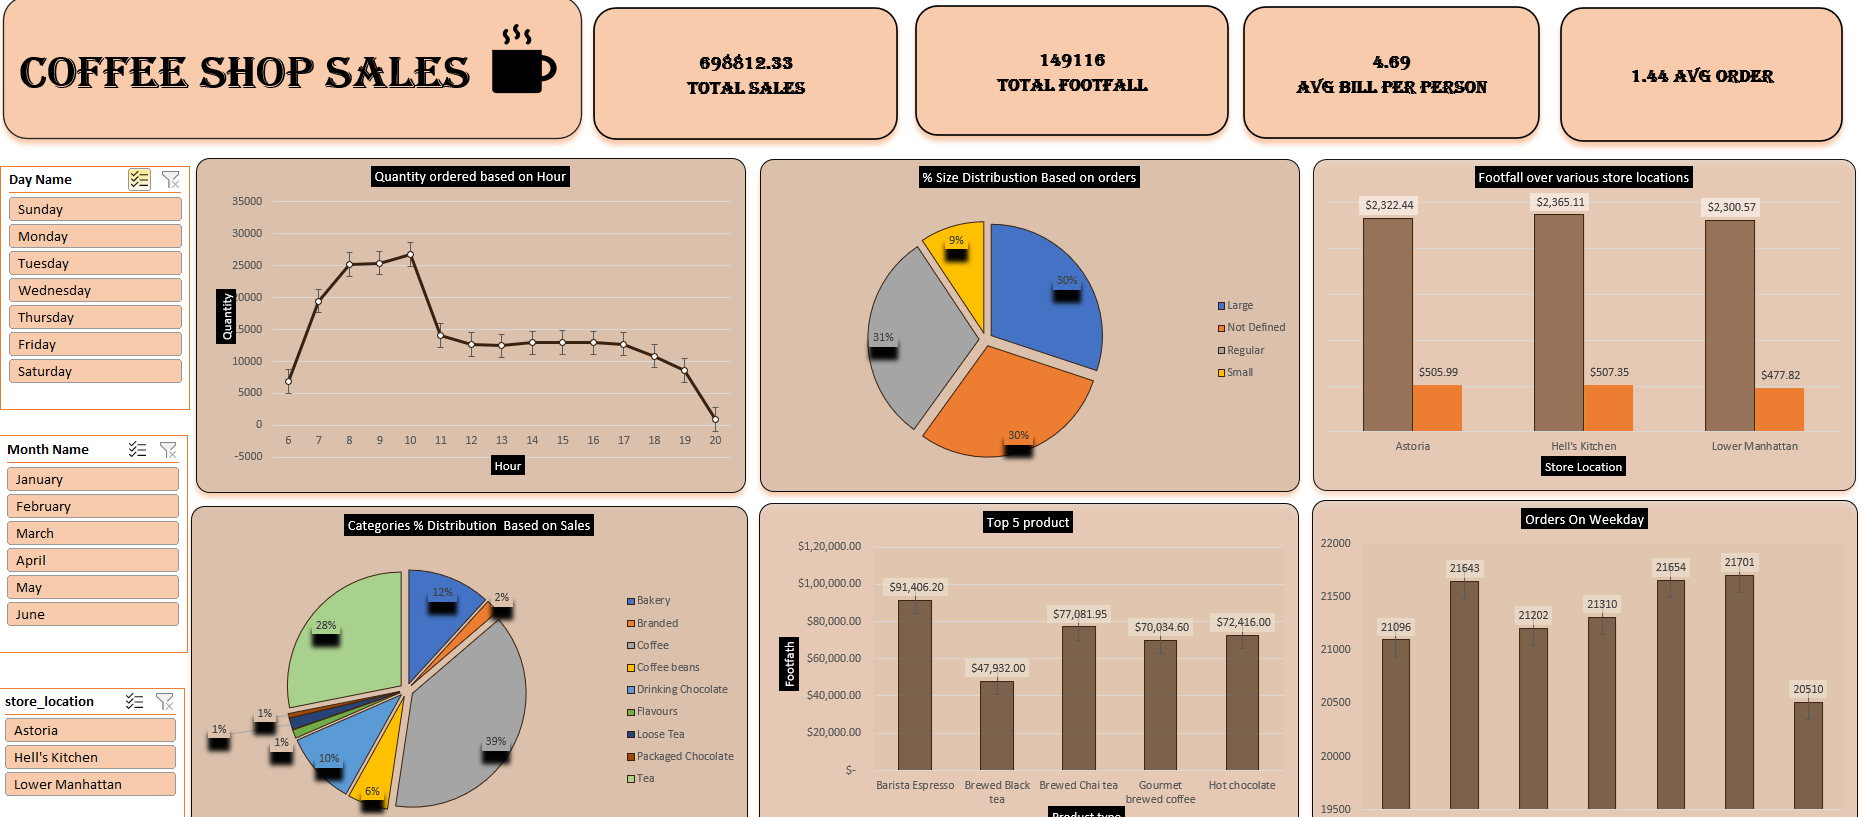 COFFEE SHOP SALES
698812.33
TOTAL SALES
149116
TOTAL FOOTFALL
4.69
AVG BILL PER PERSON
1.44 AVG ORDER
Day Name
Sunday
Monday
Tuesday
Wednesday
Thursday
Friday
Saturday
Month Name
January
February
March
April
May
June
store_location
Astoria
Hell's Kitchen
Lower Manhattan
Quantity ordered based on Hour
35000
30000
25000
20000
15000
10000
5000
0
-5000
Quantity
6 7 8 9 10 11 12 13 14 15 16 17 18 19 20
Hour
% Size Distribustion Based on orders
9%
30%
31%
30%
Large
Not Defined
Regular
Small
Footfall over various store locations
$2,322.44
$2,365.11
$2,300.57
$505.99
$507.35
$477.82
Astoria
Hell's Kitchen
Lower Manhattan
Store Location
Categories % Distribution Based on Sales
12%
2%
28%
39%
1%
1%
1%
10%
6%
Bakery
Branded
Coffee
Coffee beans
Drinking Chocolate
Flavours
Loose Tea
Packaged Chocolate
Tea
Top 5 product
$1,20,000.00
$1,00,000.00
$80,000.00
$60,000.00
$40,000.00
$20,000.00
$-
Footfath
$91,406.20
$47,932.00
$77,081.95
$70,034.60
$72,416.00
Barista Espresso
Brewed Black
tea
Brewed Chai tea
Gourmet
brewed coffee
Hot chocolate
Product type
Orders On Weekday
22000
21500
21000
20500
20000
19500
21096
21643
21202
21310
21654
21701
20510